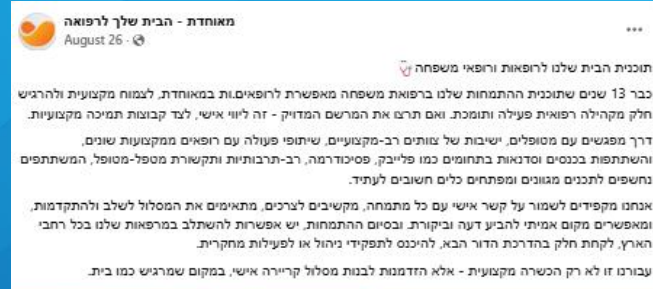 מאוחדת - הבית שלך לרפואה
August 26
תוכנית הבית שלנו לרופאות ורופאי משפחה
כבר 13 שנים שתוכנית ההתמחות שלנו ברפואת משפחה מאפשרת לרופאים.ות במאוחדת, לצמוח מקצועית ולהרגיש
חלק מקהילה רפואית פעילה ותומכת. ואם תרצו את המרשם המדויק - זה ליווי אישי, לצד קבוצות תמיכה מקצועיות.
דרך מפגשים עם מטופלים, ישיבות של צוותים רב-מקצועיים, שיתופי פעולה עם רופאים ממקצועות שונים,
והשתתפות בכנסים וסדנאות בתחומים כמו פלייבק, פסיכודרמה, רב-תרבותיות ותקשורת מטפל-מטופל, המשתתפים
נחשפים לתכנים מגוונים ומפתחים כלים חשובים לעתיד.
אנחנו מקפידים לשמור על קשר אישי עם כל מתמחה, מקשיבים לצרכים, מתאימים את המסלול לשלב ולהתקדמות,
ומאפשרים מקום אמיתי להביע דעה וביקורת. ובסיום ההתמחות, יש אפשרות להשתלב במרפאות שלנו בכל רחבי
הארץ, לקחת חלק בהדרכת הדור הבא, להיכנס לתפקידי ניהול או לפעילות מחקרית.
עבורנו זו לא רק הכשרה מקצועית - אלא הזדמנות לבנות מסלול קריירה אישי, במקום שמרגיש כמו בית.